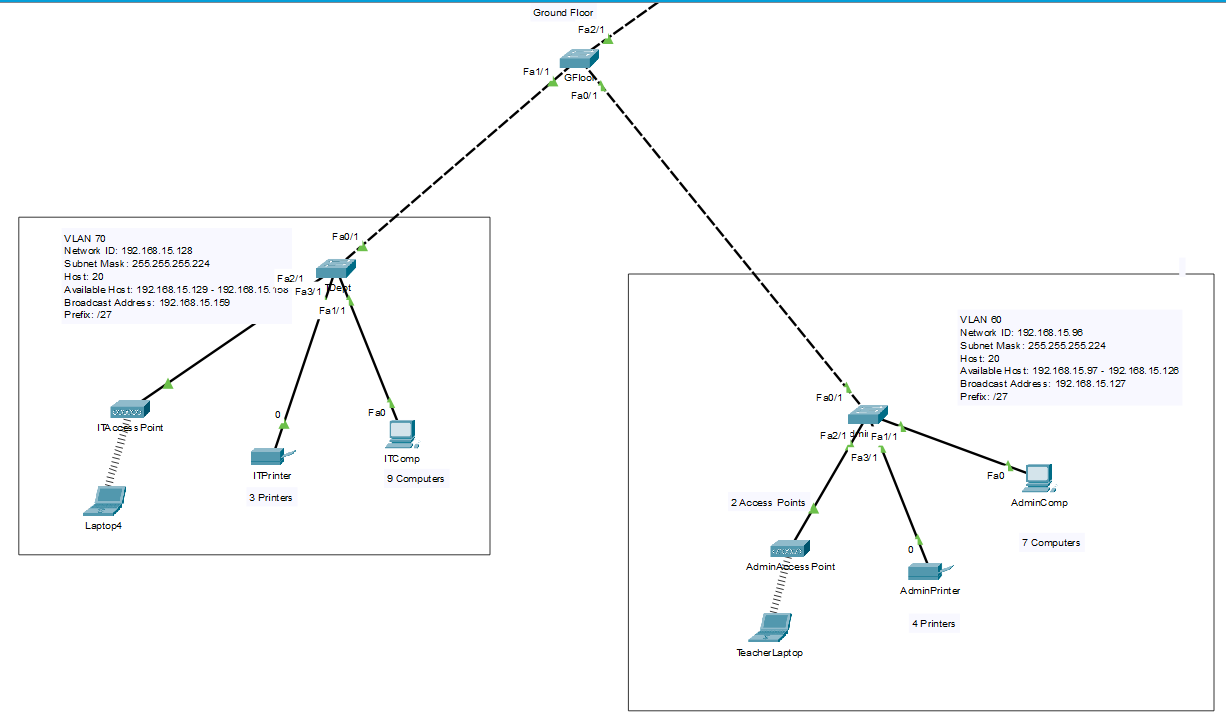 Ground Floor
Fa2/1
Fa1/1
GFloor
Fa0/1
VLAN 70
Network ID: 192.168.15.128
Subnet Mask: 255.255.255.224
Host: 20
Available Host: 192.168.15.129 - 192.168.15.158
Broadcast Address: 192.168.15.159
Prefix: /27
Fa0/1
Fa2/1
Fa3/1
Fa1/1
ITAccess Point
Laptop4
0
ITPrinter
3 Printers
Fa0
ITComp
9 Computers
VLAN 60
Network ID: 192.168.15.96
Subnet Mask: 255.255.255.224
Host: 20
Available Host: 192.168.15.97 - 192.168.15.126
Broadcast Address: 192.168.15.127
Prefix: /27
Fa0/1
Fa2/1
Fa1/1
Fa3/1
Fa0
AdminComp
7 Computers
2 Access Points
AdminAccess Point
TeacherLaptop
0
AdminPrinter
4 Printers